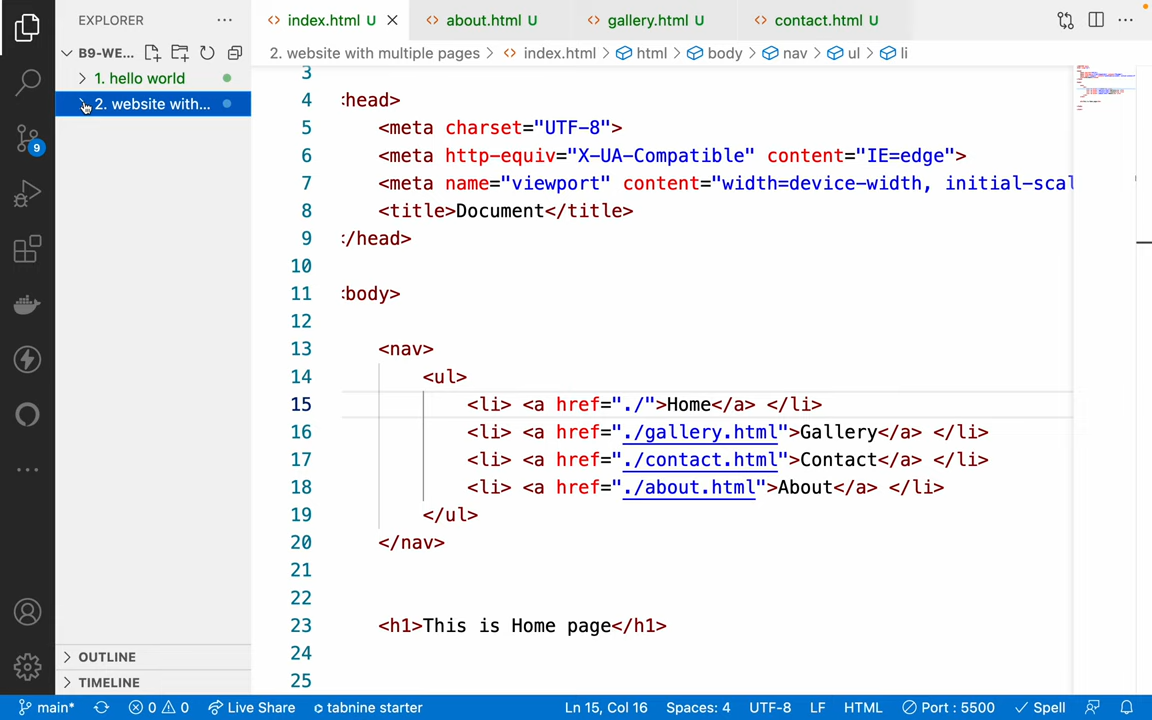 EXPLORER
index.html U
about.html U
gallery.html U
contact.html U
B9-WE...
2. website with multiple pages > index.html > html > body > nav > ul > li
1. hello world
2. website with...
9
3
4 <head>
5 <meta charset="UTF-8">
6 <meta http-equiv="X-UA-Compatible" content="IE=edge">
7 <meta name="viewport" content="width=device-width, initial-scal
8 <title>Document</title>
9 </head>
10
11 <body>
12
13 <nav>
14 <ul>
15 <li> <a href="./">Home</a> </li>
16 <li> <a href="./gallery.html">Gallery</a> </li>
17 <li> <a href="./contact.html">Contact</a> </li>
18 <li> <a href="./about.html">About</a> </li>
19 </ul>
20 </nav>
21
22
23 <h1>This is Home page</h1>
24
25
OUTLINE
TIMELINE
main* 0 0 Live Share tabnine starter Ln 15, Col 16 Spaces: 4 UTF-8 LF HTML Port : 5500 Spell